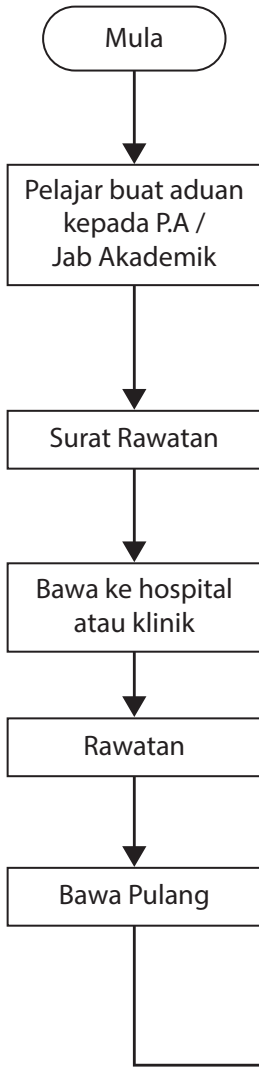 Mula
Pelajar buat aduan
kepada P.A /
Jab Akademik
Surat Rawatan
Bawa ke hospital
atau klinik
Rawatan
Bawa Pulang